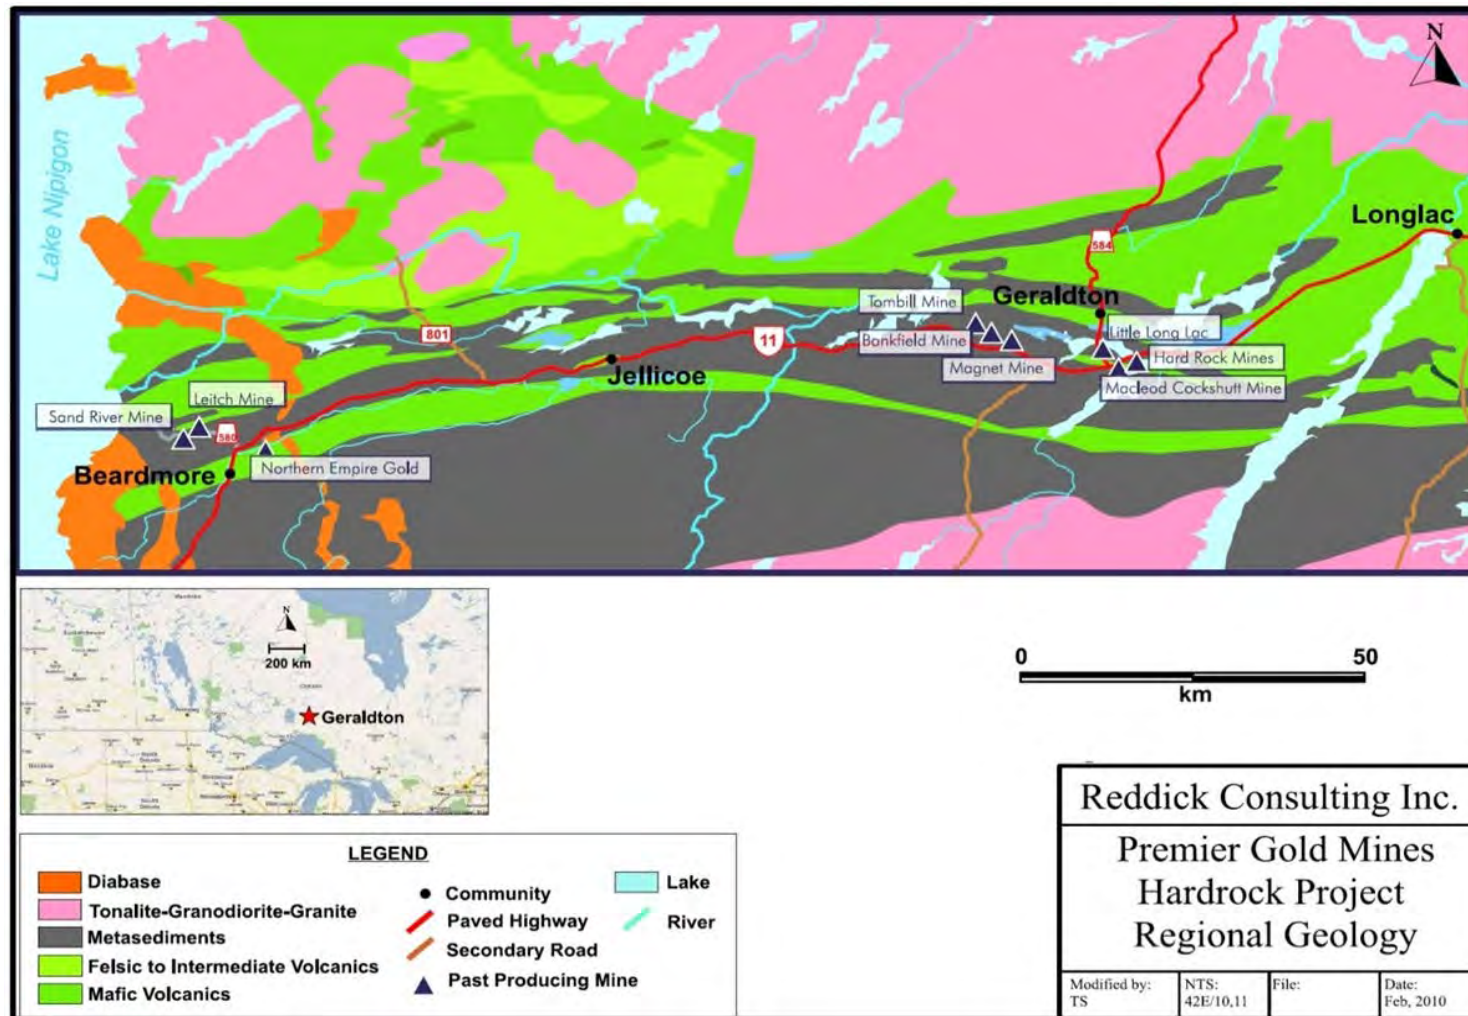 N
Lake Nipigon
Longlac
584
Tombill Mine
Geraldton
Little Long Lac
801
11
Bankfield Mine
Hard Rock Mines
Magnet Mine
Jellicoe
Macleod Cockshutt Mine
Leitch Mine
Sand River Mine
580
Northern Empire Gold
Beardmore
N
200 km
Geraldton
0 50
km
LEGEND
Diabase
Tonalite-Granodiorite-Granite
Metasediments
Felsic to Intermediate Volcanics
Mafic Volcanics
Community
Paved Highway
Secondary Road
Past Producing Mine
Lake
River
Reddick Consulting Inc.
Premier Gold Mines
Hardrock Project
Regional Geology
Modified by:
TS
NTS:
42E/10,11
File:
Date:
Feb, 2010